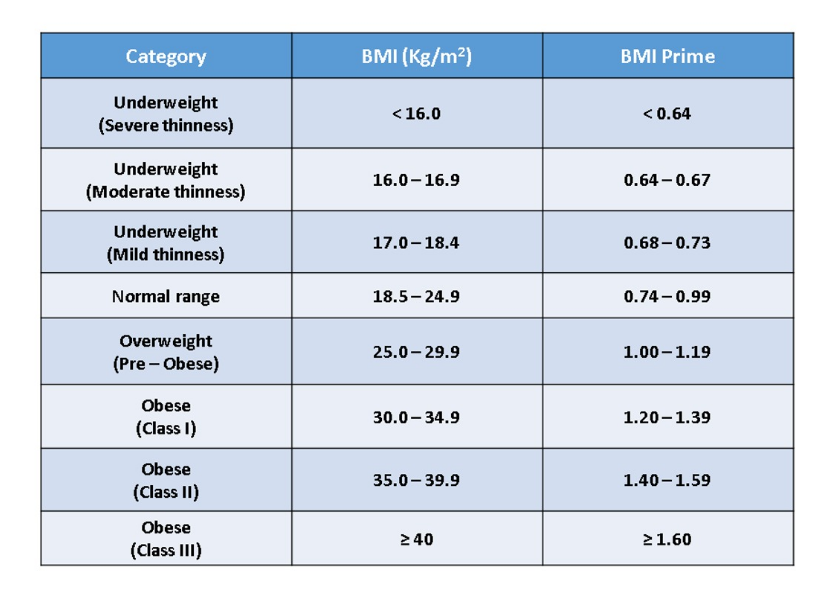 Category BMI (Kg/m²) BMI Prime
Underweight
(Severe thinness) < 16.0 < 0.64
Underweight
(Moderate thinness) 16.0 – 16.9 0.64 – 0.67
Underweight
(Mild thinness) 17.0 – 18.4 0.68 – 0.73
Normal range 18.5 – 24.9 0.74 – 0.99
Overweight
(Pre – Obese) 25.0 – 29.9 1.00 – 1.19
Obese
(Class I) 30.0 – 34.9 1.20 – 1.39
Obese
(Class II) 35.0 – 39.9 1.40 – 1.59
Obese
(Class III) ≥ 40 ≥ 1.60